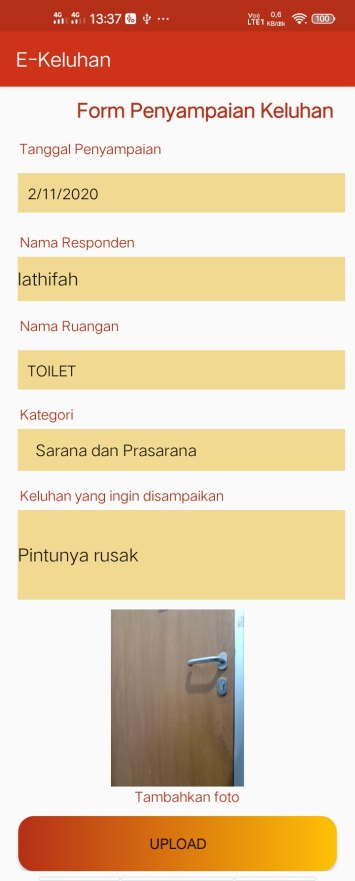 4G 4G 13:37 Vo) LTE1 0,6 KB/dtk 100
E-Keluhan
Form Penyampaian Keluhan
Tanggal Penyampaian
2/11/2020
Nama Responden
lathifah
Nama Ruangan
TOILET
Kategori
Sarana dan Prasarana
Keluhan yang ingin disampaikan
Pintunya rusak
Tambahkan foto
UPLOAD